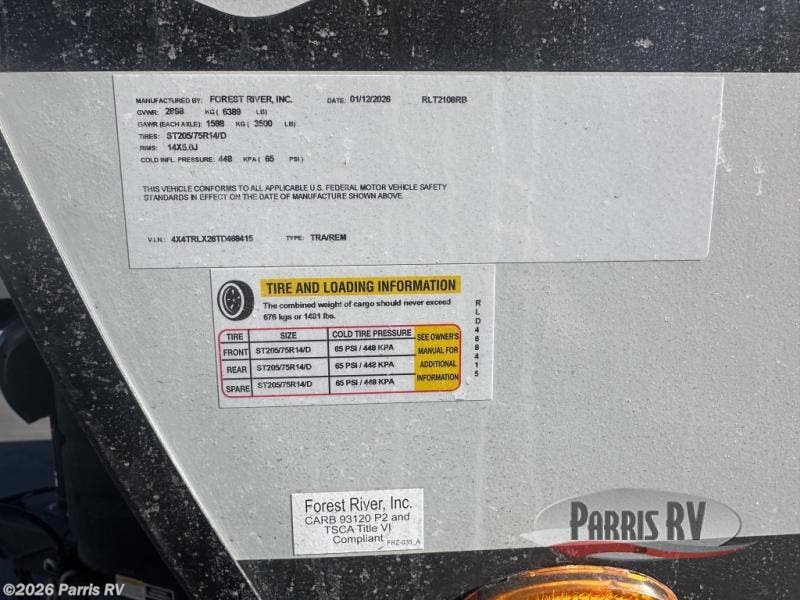 MANUFACTURED BY: FOREST RIVER, INC. DATE: 01/12/2026 RLT2108RB
GVWR: 2898 KG ( 6389 LB)
GAWR (EACH AXLE): 1588 KG ( 3500 LB)
TIRES: ST205/75R14/D
RIMS: 14X5.0J
COLD INFL. PRESSURE: 448 KPA ( 65 PSI )
THIS VEHICLE CONFORMS TO ALL APPLICABLE U.S. FEDERAL MOTOR VEHICLE SAFETY
STANDARDS IN EFFECT ON THE DATE OF MANUFACTURE SHOWN ABOVE.
V.I.N.: 4X4TRLX26TD468415 TYPE: TRA/REM
TIRE AND LOADING INFORMATION
The combined weight of cargo should never exceed
676 kgs or 1491 lbs.
TIRE SIZE COLD TIRE PRESSURE SEE OWNER'S
FRONT ST205/75R14/D 65 PSI / 448 KPA MANUAL FOR
REAR ST205/75R14/D 65 PSI / 448 KPA ADDITIONAL
SPARE ST205/75R14/D 65 PSI / 448 KPA INFORMATION
RLD468415
Forest River, Inc.
CARB 93120 P2 and
TSCA Title VI
Compliant FRZ-035_A
PARRIS RV
©2026 Parris RV